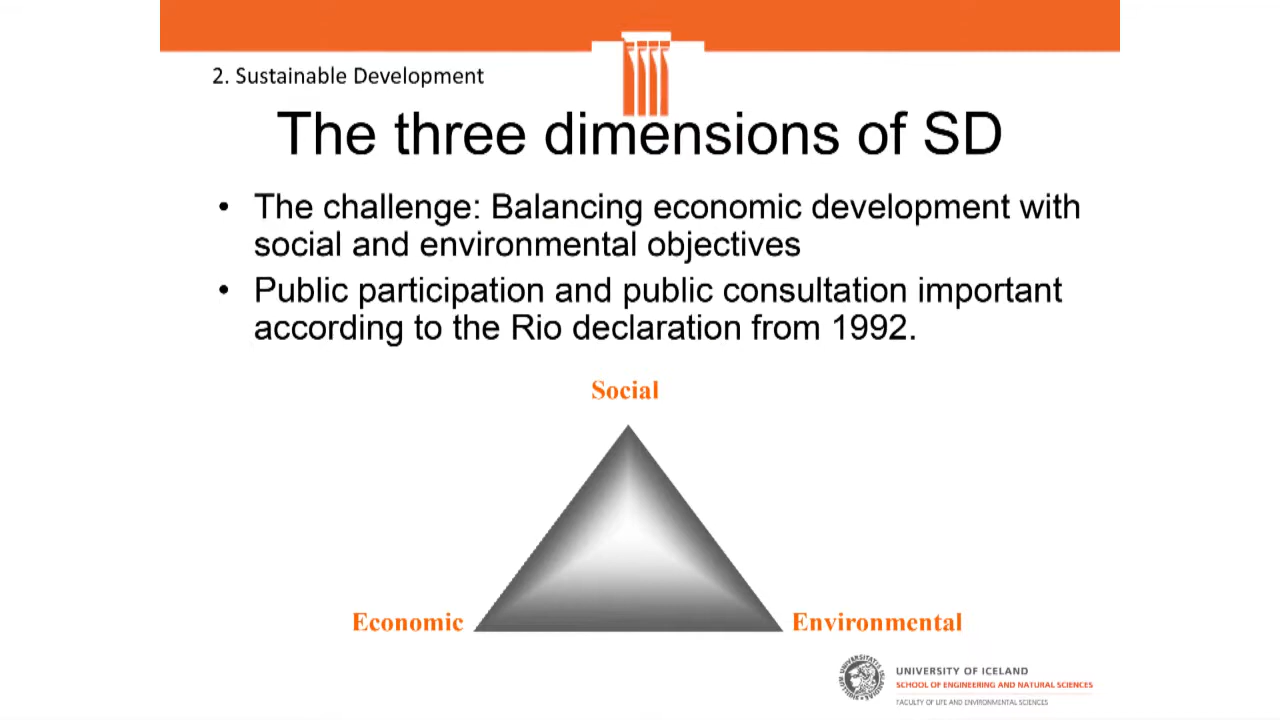 2. Sustainable Development
The three dimensions of SD
• The challenge: Balancing economic development with
social and environmental objectives
• Public participation and public consultation important
according to the Rio declaration from 1992.
Social
Economic
Environmental
UNIVERSITY OF ICELAND
SCHOOL OF ENGINEERING AND NATURAL SCIENCES
FACULTY OF LIFE AND ENVIRONMENTAL SCIENCES